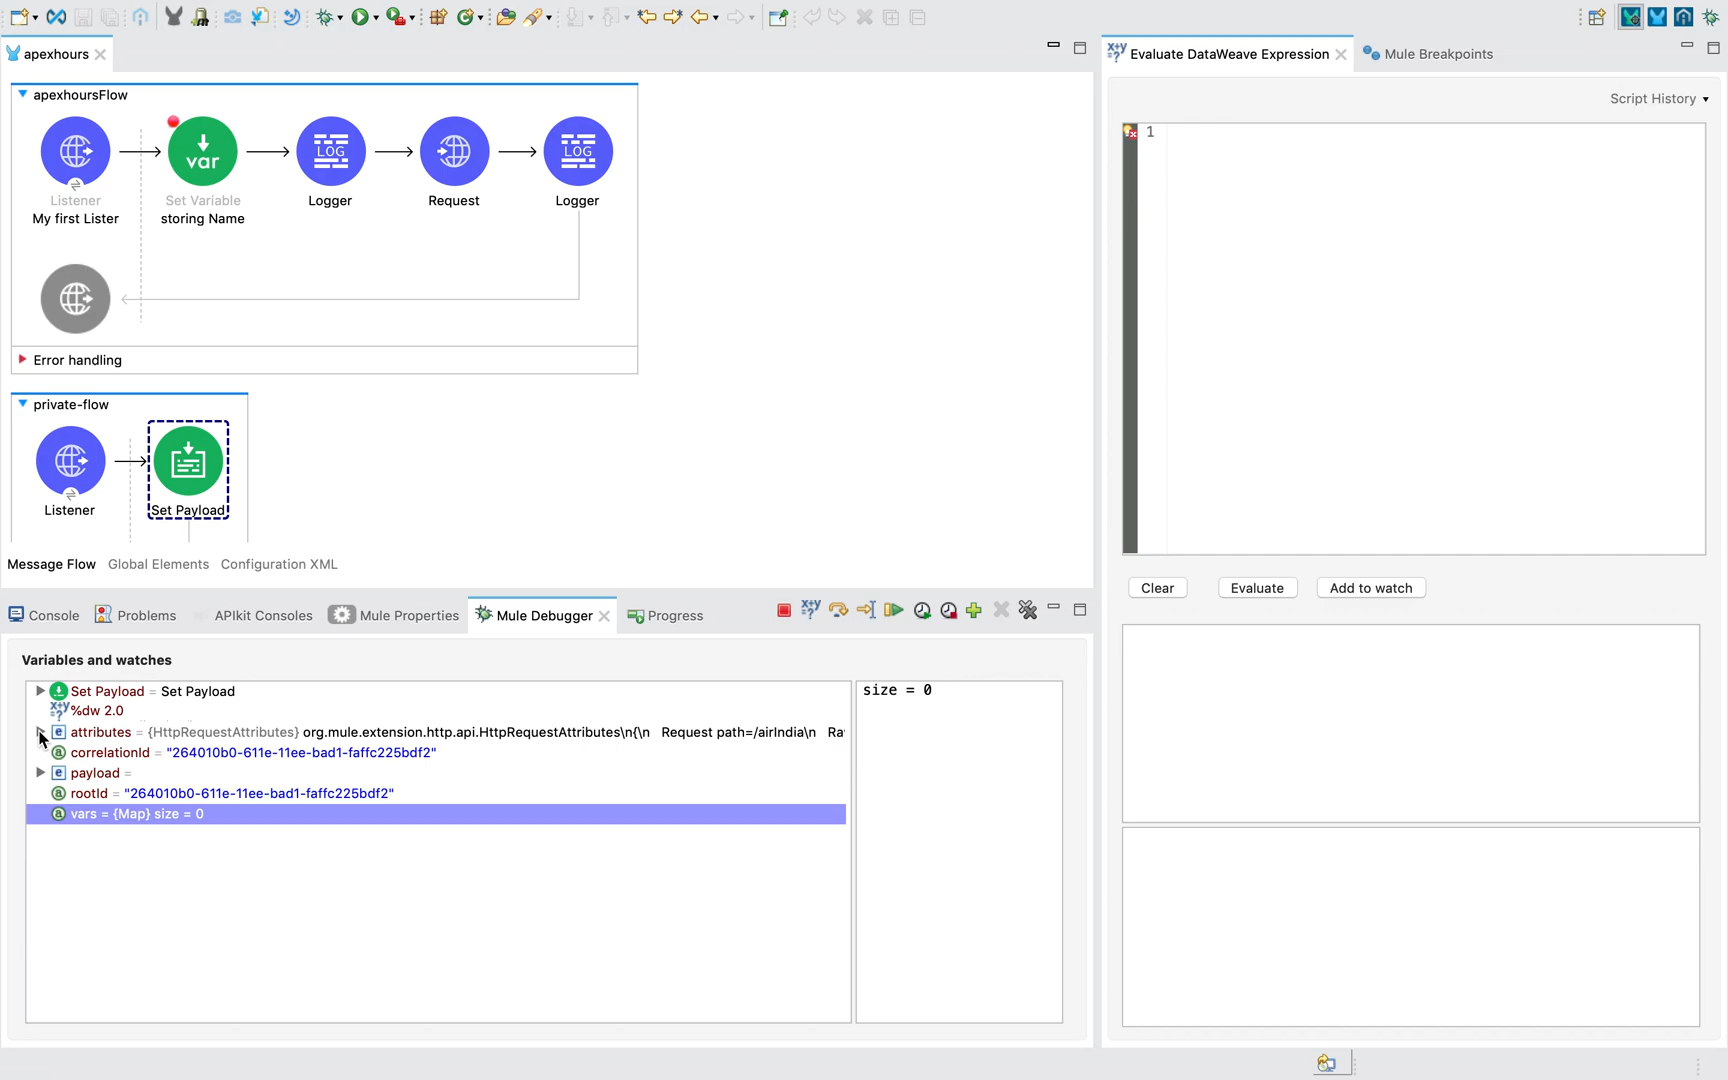 apexhours
Evaluate DataWeave Expression
Mule Breakpoints
Script History
apexhoursFlow
var
LOG
LOG
Listener
My first Lister
Set Variable
storing Name
Logger
Request
Logger
Error handling
private-flow
Listener
Set Payload
Message Flow Global Elements Configuration XML
1
Clear
Evaluate
Add to watch
Console
Problems
APIkit Consoles
Mule Properties
Mule Debugger
Progress
Variables and watches
Set Payload = Set Payload
x+y =? %dw 2.0
attributes = {HttpRequestAttributes} org.mule.extension.http.api.HttpRequestAttributes\n{\n Request path=/airIndia\n
correlationId = "264010b0-611e-11ee-bad1-faffc225bdf2"
payload =
rootId = "264010b0-611e-11ee-bad1-faffc225bdf2"
vars = {Map} size = 0
size = 0